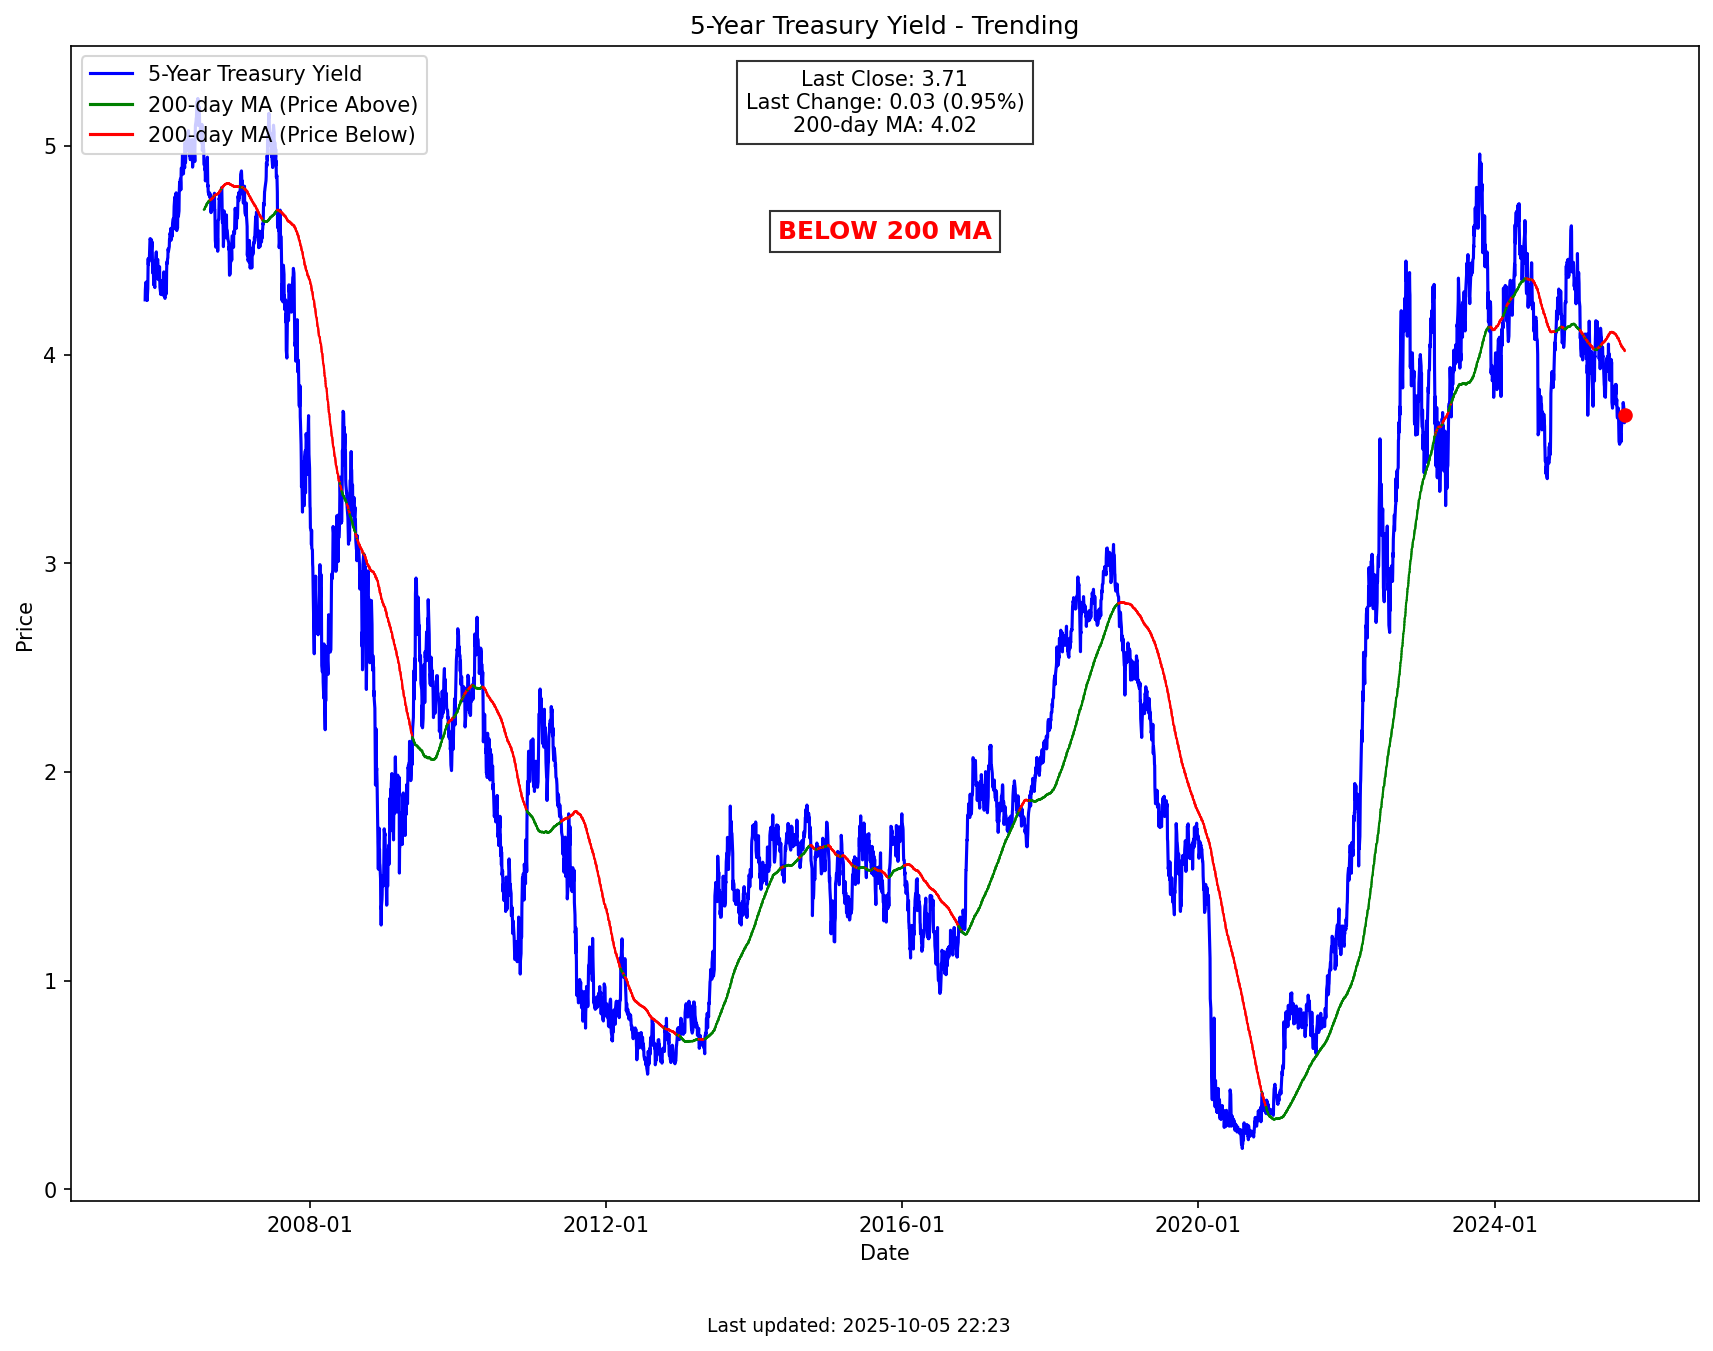 5-Year Treasury Yield - Trending
5-Year Treasury Yield
200-day MA (Price Above)
200-day MA (Price Below)
Last Close: 3.71
Last Change: 0.03 (0.95%)
200-day MA: 4.02
BELOW 200 MA
Price
5
4
3
2
1
0
2008-01
2012-01
2016-01
2020-01
2024-01
Date
Last updated: 2025-10-05 22:23